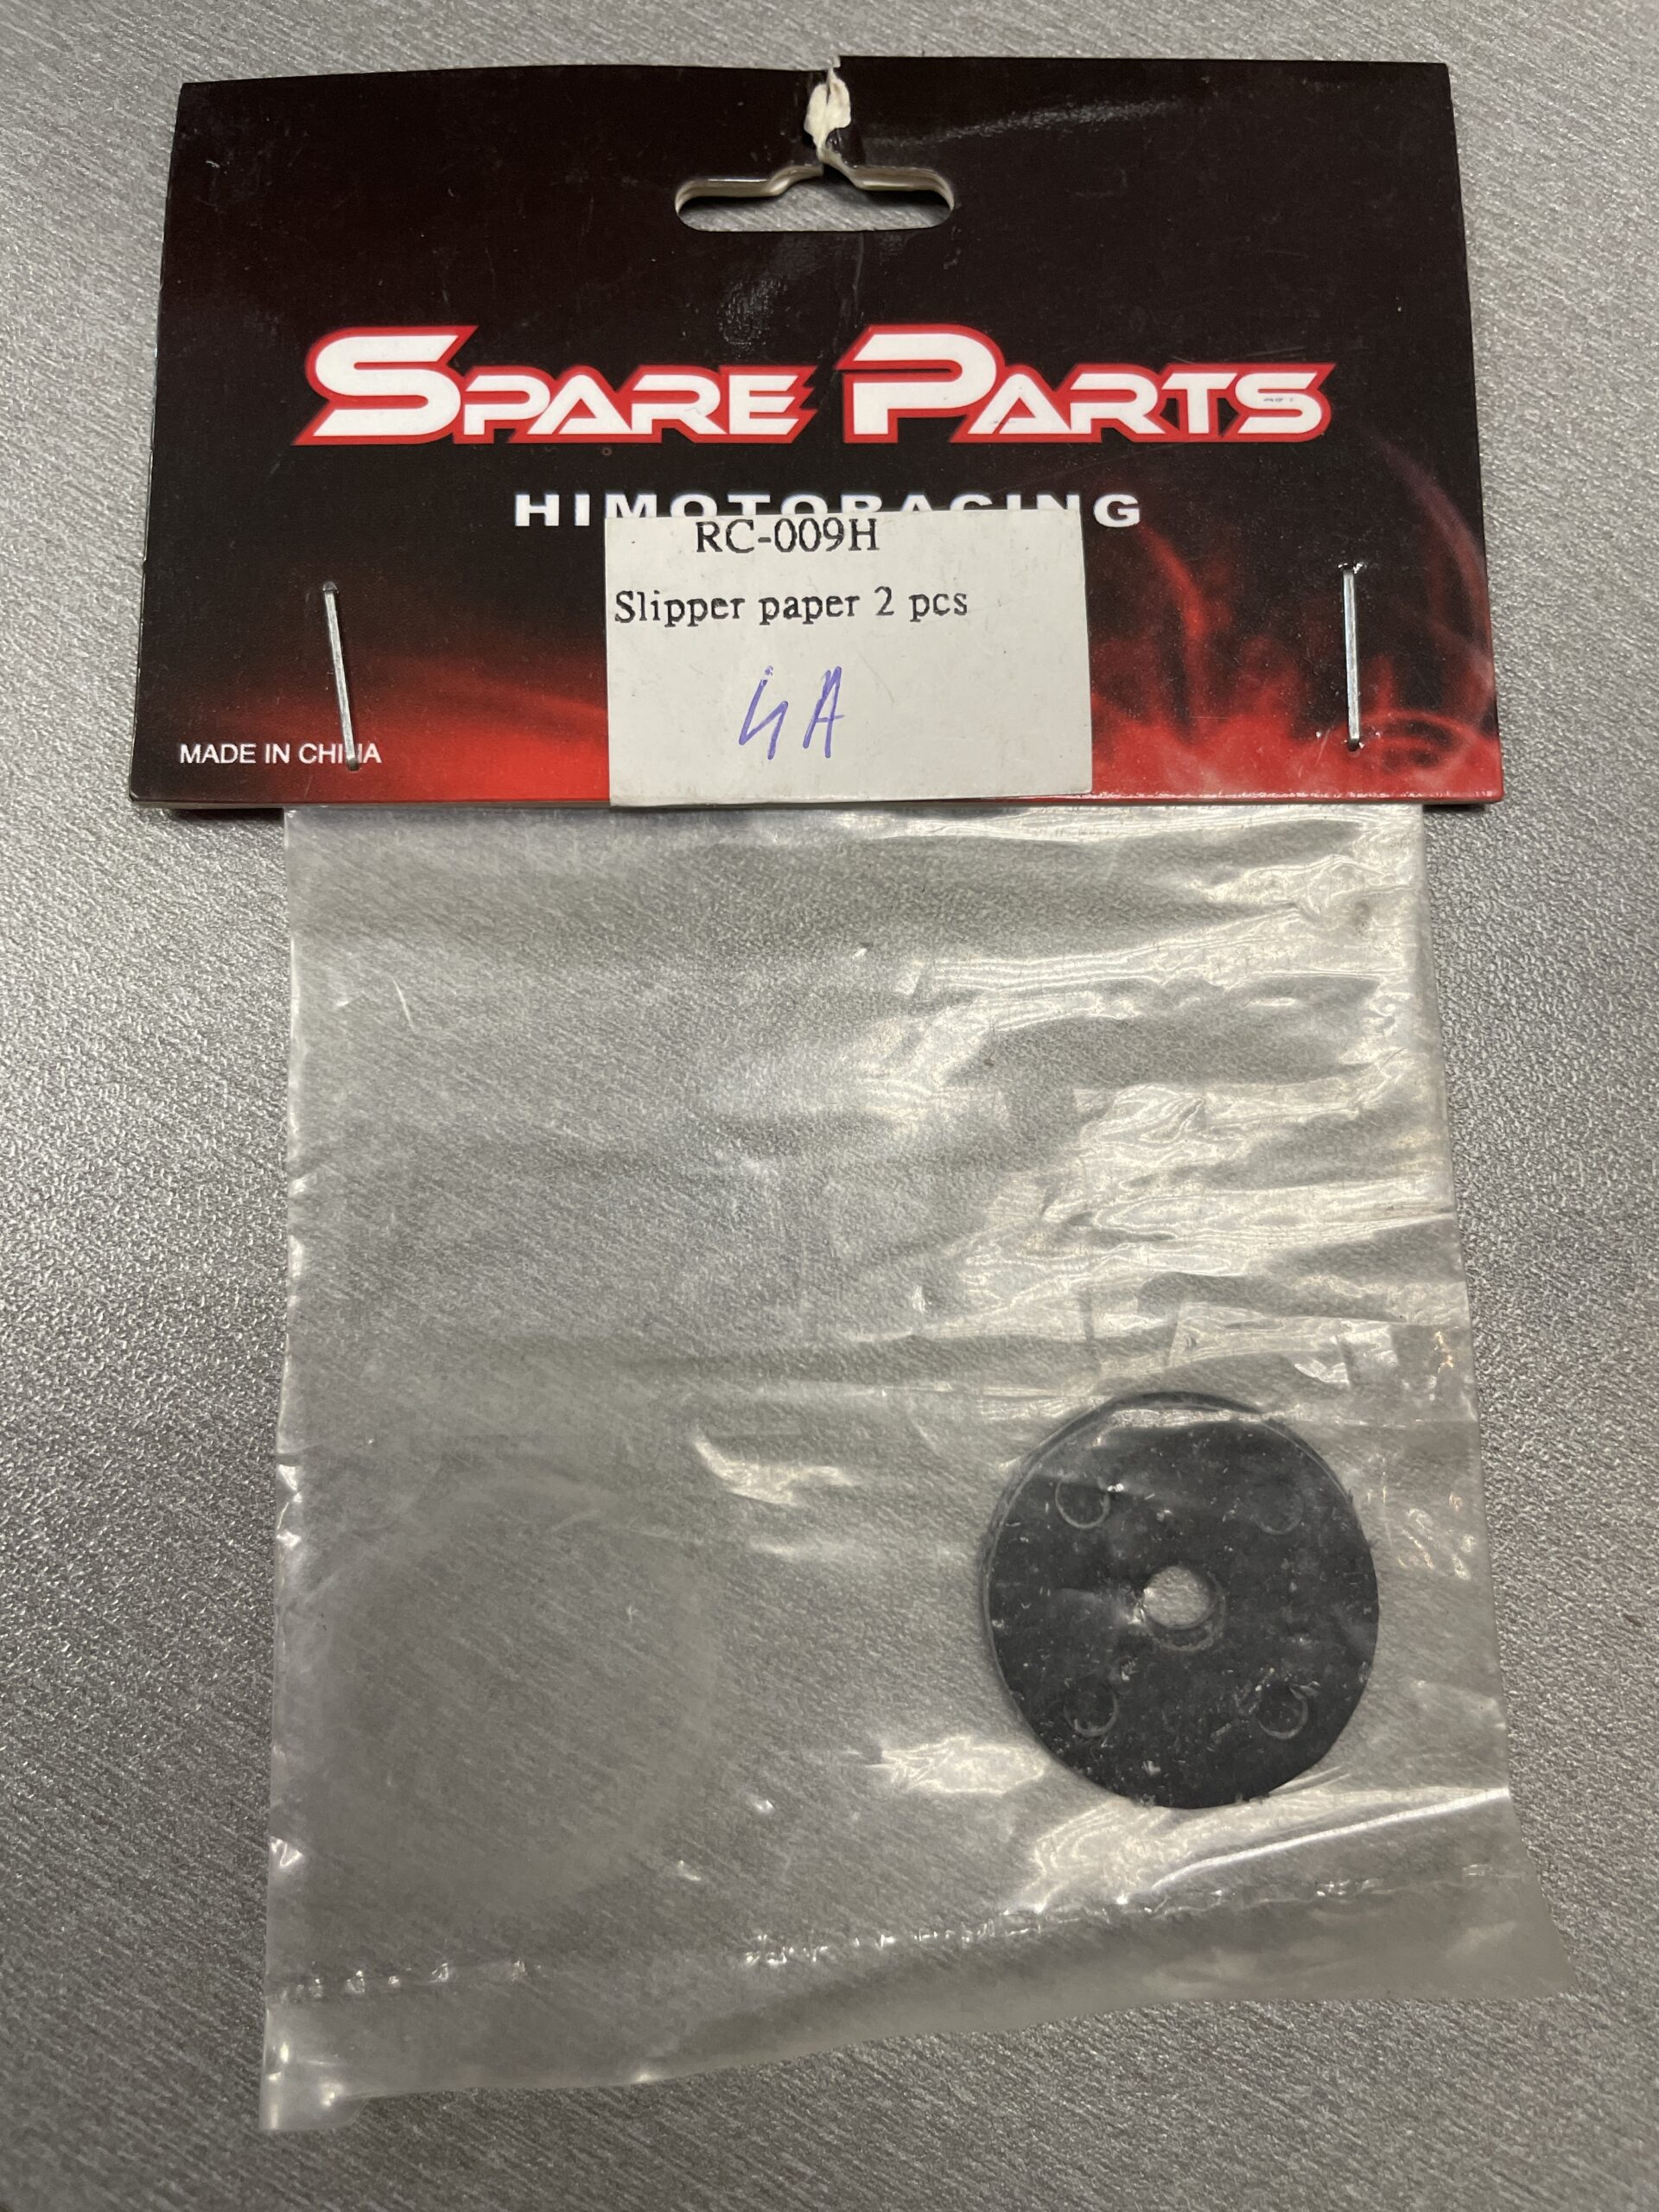 SPARE PARTS
HIMOTORACING
RC-009H
Slipper paper 2 pcs
4A
MADE IN CHINA